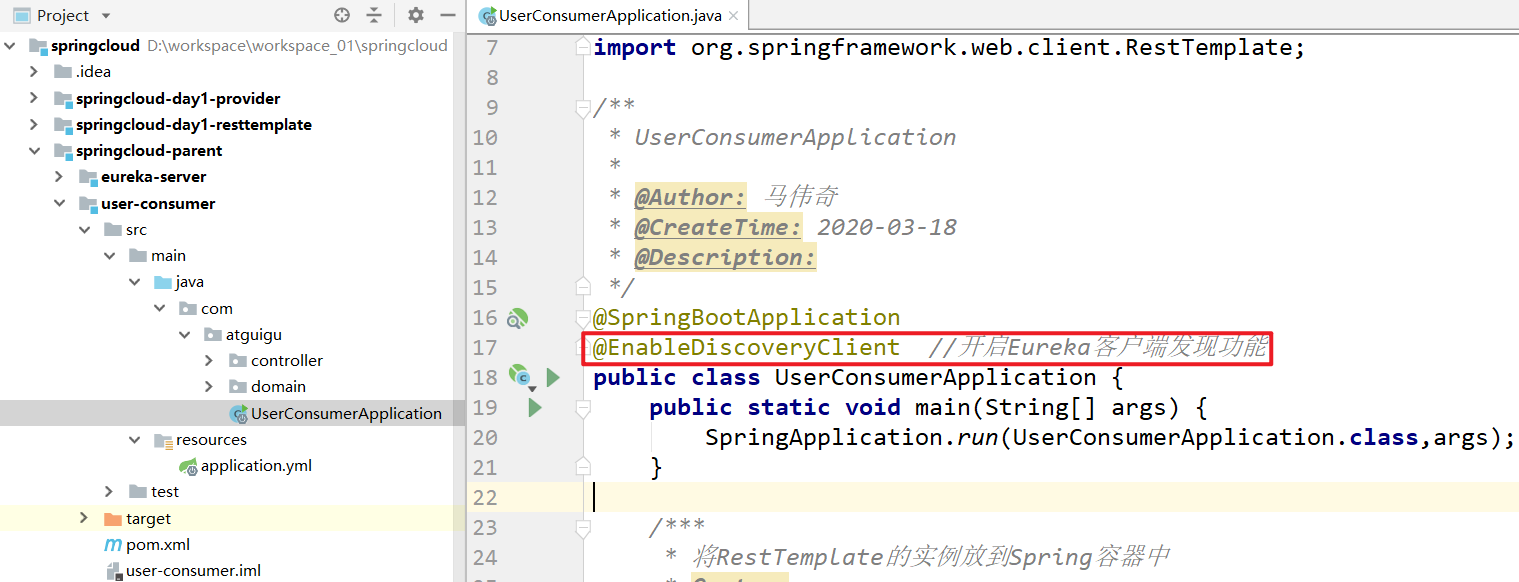 Project
springcloud D:\workspace\workspace_01\springcloud
.idea
springcloud-day1-provider
springcloud-day1-resttemplate
springcloud-parent
eureka-server
user-consumer
src
main
java
com
atguigu
controller
domain
UserConsumerApplication
resources
application.yml
test
target
pom.xml
user-consumer.iml
UserConsumerApplication.java
7 import org.springframework.web.client.RestTemplate;
8
9 /**
10 * UserConsumerApplication
11 *
12 * @Author: 马伟奇
13 * @CreateTime: 2020-03-18
14 * @Description:
15 */
16 @SpringBootApplication
17 @EnableDiscoveryClient //开启Eureka客户端发现功能
18 public class UserConsumerApplication {
19 public static void main(String[] args) {
20 SpringApplication.run(UserConsumerApplication.class,args);
21 }
22
23 /***
24 * 将RestTemplate的实例放到Spring容器中